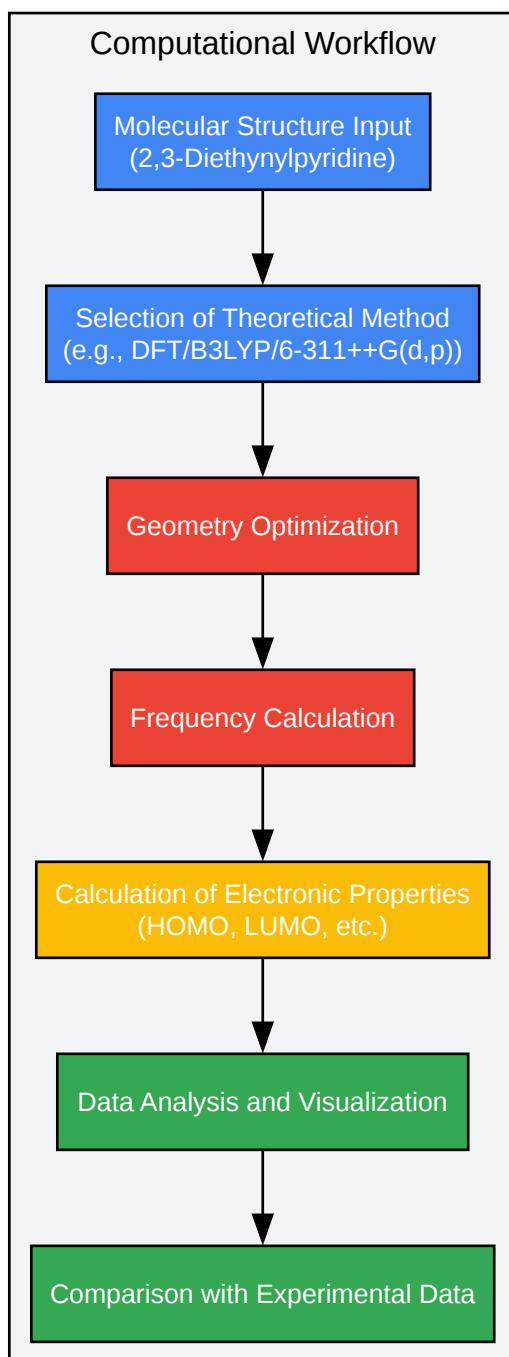 Computational Workflow
Molecular Structure Input
(2,3-Diethynylpyridine)
Selection of Theoretical Method
(e.g., DFT/B3LYP/6-311++G(d,p))
Geometry Optimization
Frequency Calculation
Calculation of Electronic Properties
(HOMO, LUMO, etc.)
Data Analysis and Visualization
Comparison with Experimental Data